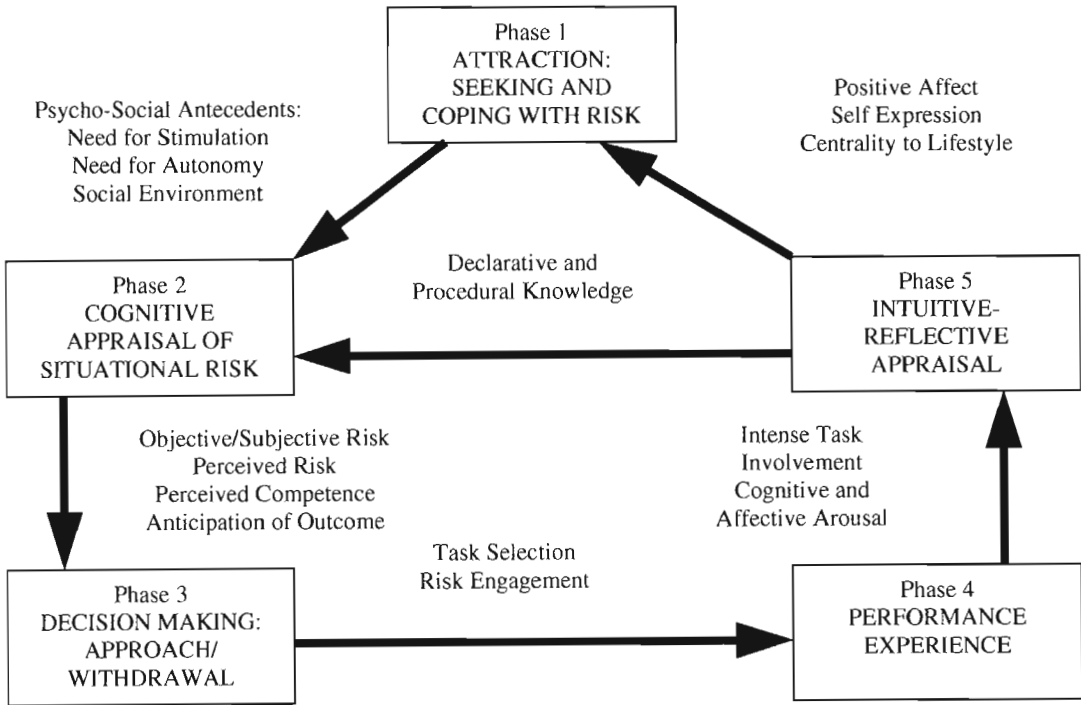 Phase 1
ATTRACTION:
SEEKING AND
COPING WITH RISK
Psycho-Social Antecedents:
Need for Stimulation
Need for Autonomy
Social Environment
Positive Affect
Self Expression
Centrality to Lifestyle
Phase 2
COGNITIVE
APPRAISAL OF
SITUATIONAL RISK
Declarative and
Procedural Knowledge
Phase 5
INTUITIVE-
REFLECTIVE
APPRAISAL
Objective/Subjective Risk
Perceived Risk
Perceived Competence
Anticipation of Outcome
Intense Task
Involvement
Cognitive and
Affective Arousal
Phase 3
DECISION MAKING:
APPROACH/
WITHDRAWAL
Task Selection
Risk Engagement
Phase 4
PERFORMANCE
EXPERIENCE